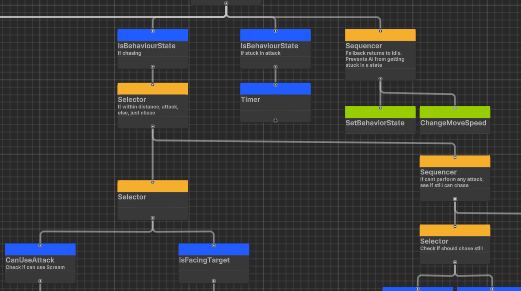 IsBehaviourState
If chasing
IsBehaviourState
If stuck in attack
Sequencer
Fallback returns to Idle.
Prevents AI from getting
stuck in a state
Selector
If within distance, attack,
else, just chase
Timer
SetBehaviorState
ChangeMoveSpeed
Sequencer
If cant perform any attack,
see if still can chase
Selector
Selector
Check if should chase still
CanUseAttack
Check if can use Scream
IsFacingTarget